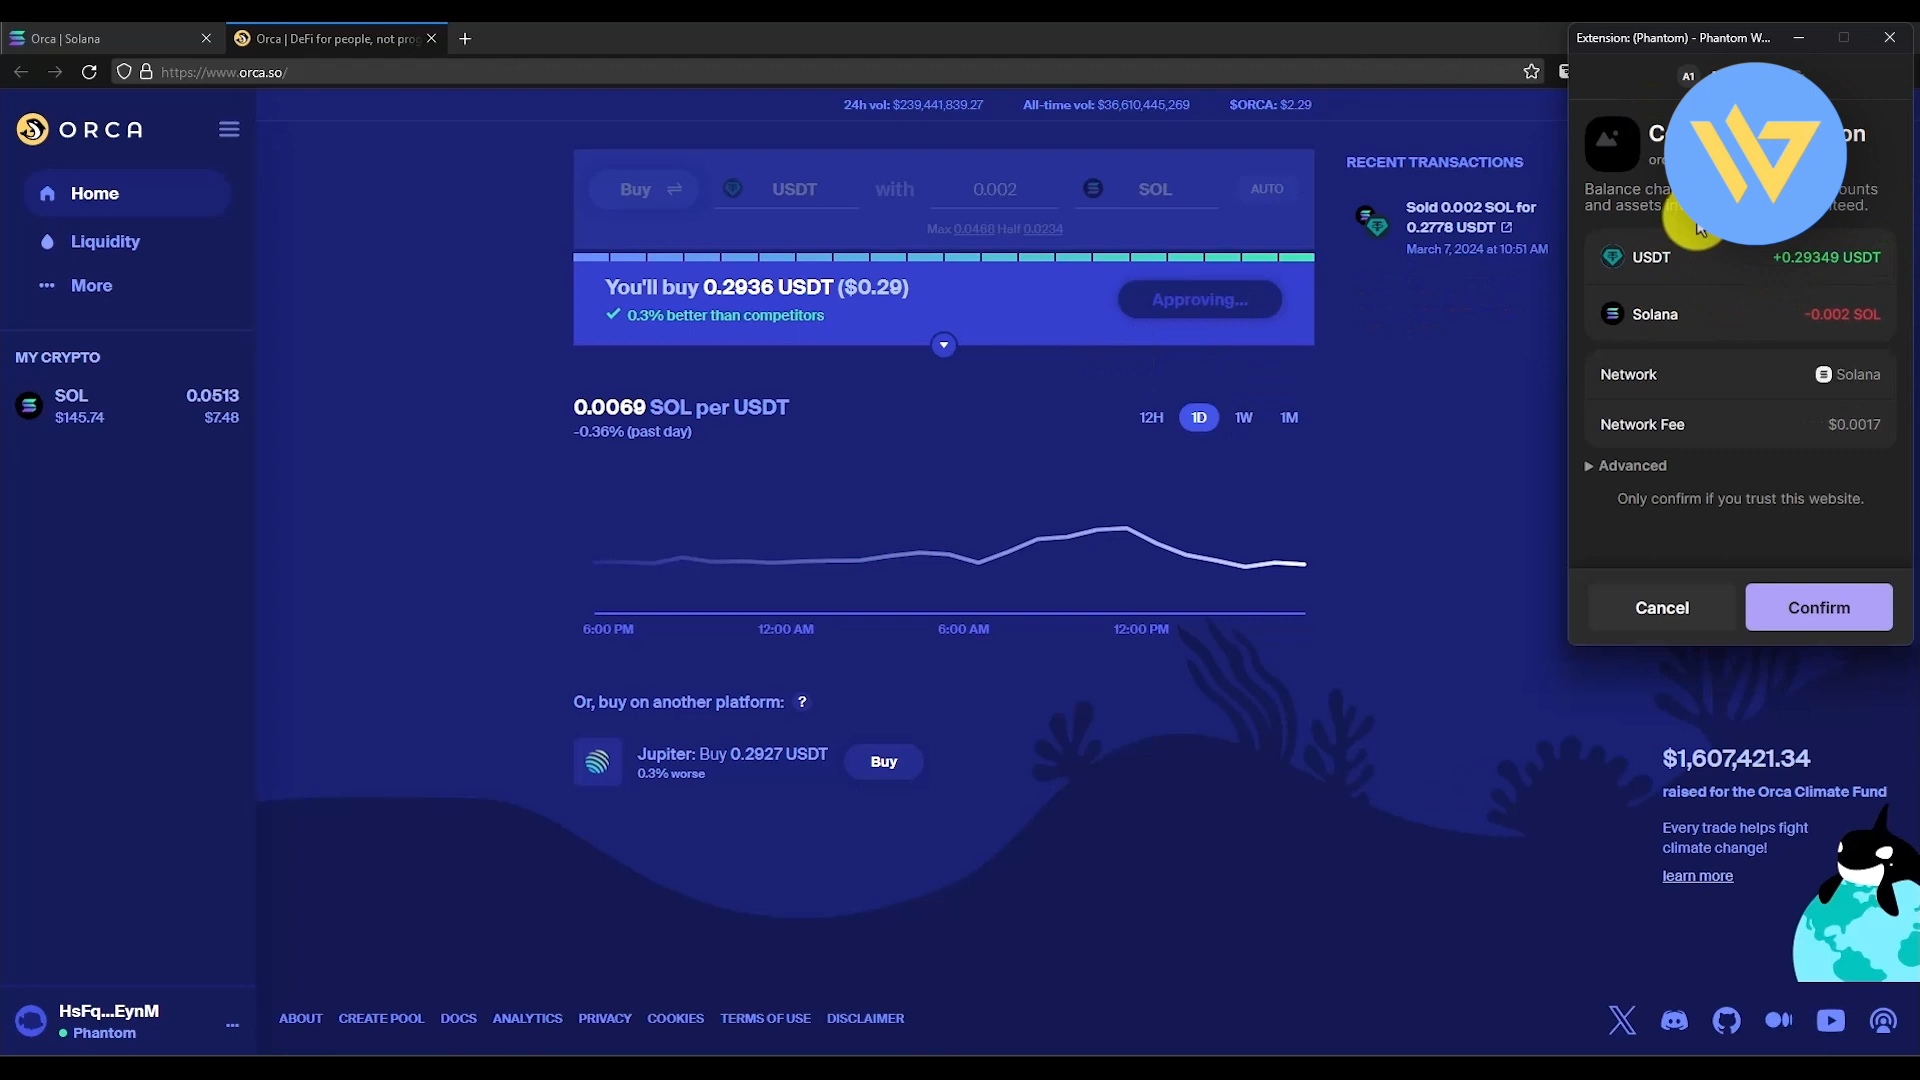 Orca | Solana
Orca | DeFi for people, not prog
Extension: (Phantom) - Phantom W...
https://www.orca.so/
A1
ORCA
24h vol: $239,441,839.27
All-time vol: $36,610,445,269
$ORCA: $2.29
Home
Liquidity
More
MY CRYPTO
SOL 0.0513
$145.74 $7.48
Buy USDT with 0.002 SOL AUTO
Max 0.0468 Half 0.0234
You'll buy 0.2936 USDT ($0.29)
0.3% better than competitors
Approving...
RECENT TRANSACTIONS
Sold 0.002 SOL for
0.2778 USDT
March 7, 2024 at 10:51 AM
0.0069 SOL per USDT
-0.36% (past day)
12H 1D 1W 1M
6:00 PM 12:00 AM 6:00 AM 12:00 PM
Or, buy on another platform: ?
Jupiter: Buy 0.2927 USDT
0.3% worse
Buy
Balance
and assets
USDT +0.29349 USDT
Solana -0.002 SOL
Network Solana
Network Fee $0.0017
Advanced
Only confirm if you trust this website.
Cancel Confirm
$1,607,421.34
raised for the Orca Climate Fund
Every trade helps fight
climate change!
learn more
HsFq...EynM
Phantom
...
ABOUT CREATE POOL DOCS ANALYTICS PRIVACY COOKIES TERMS OF USE DISCLAIMER